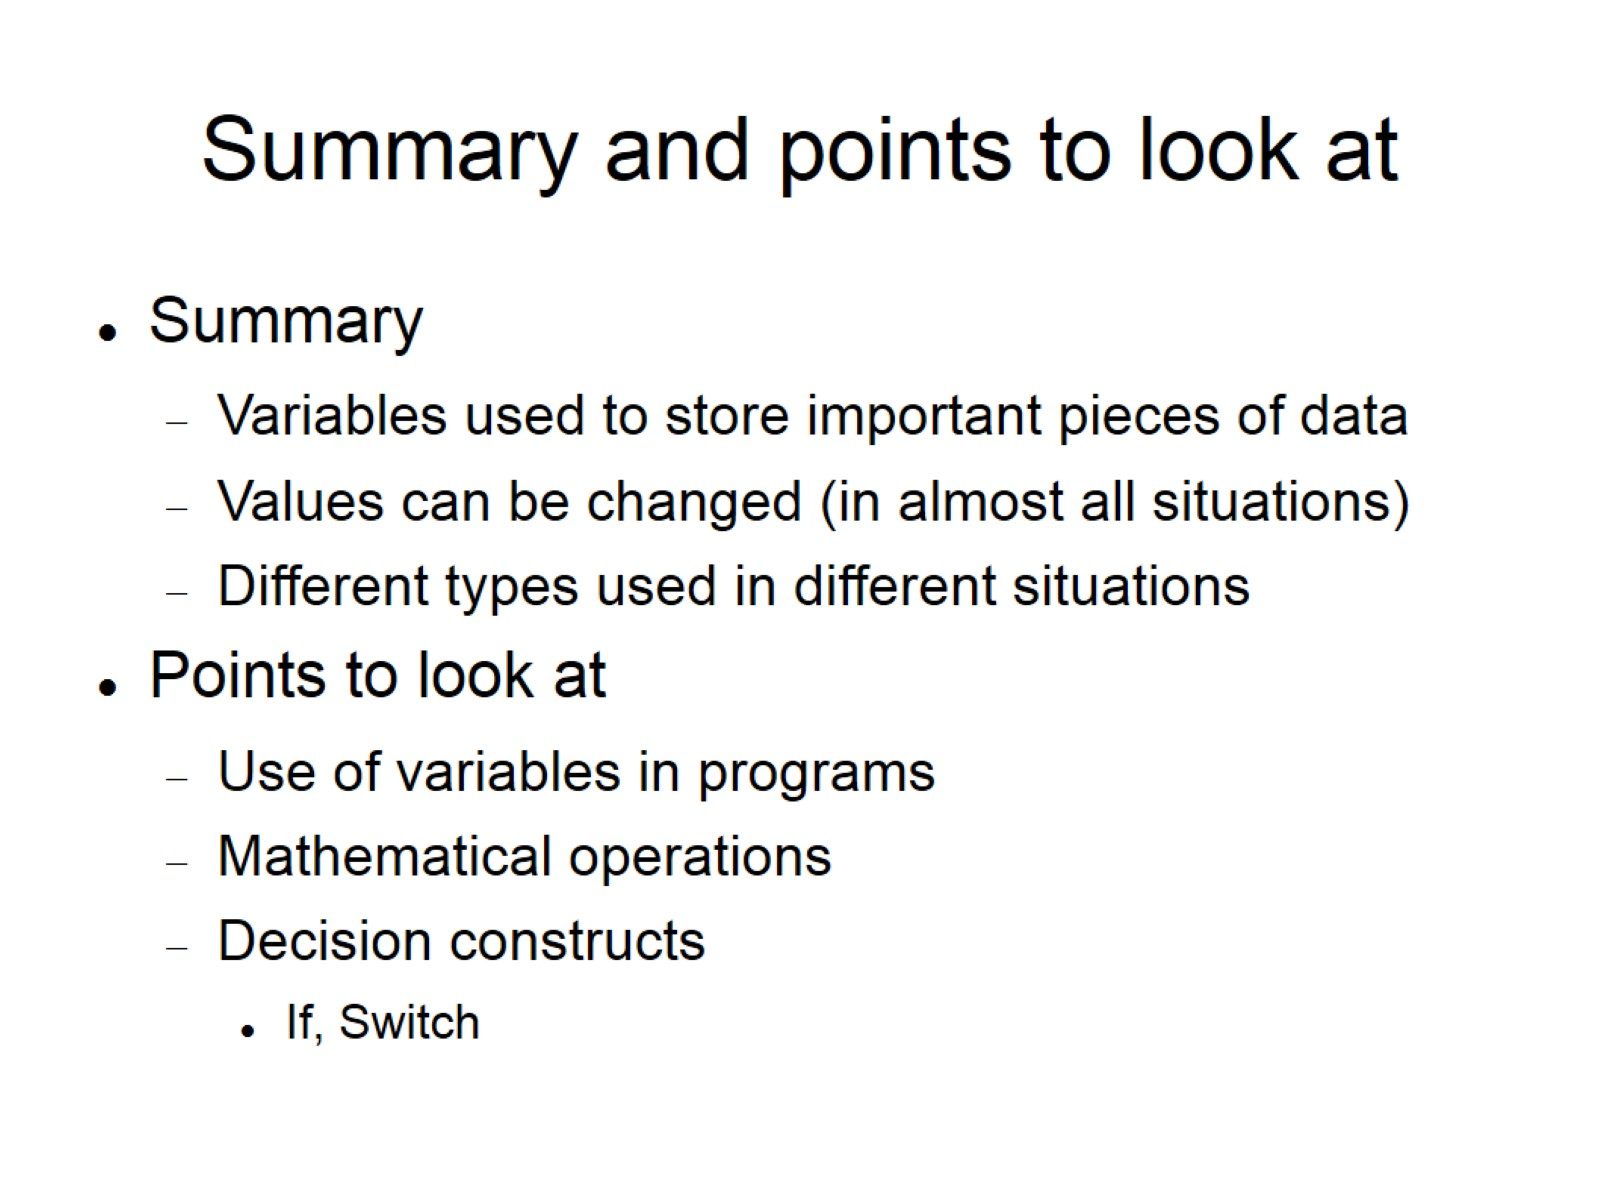 Summary and points to look at
● Summary
– Variables used to store important pieces of data
– Values can be changed (in almost all situations)
– Different types used in different situations
● Points to look at
– Use of variables in programs
– Mathematical operations
– Decision constructs
● If, Switch